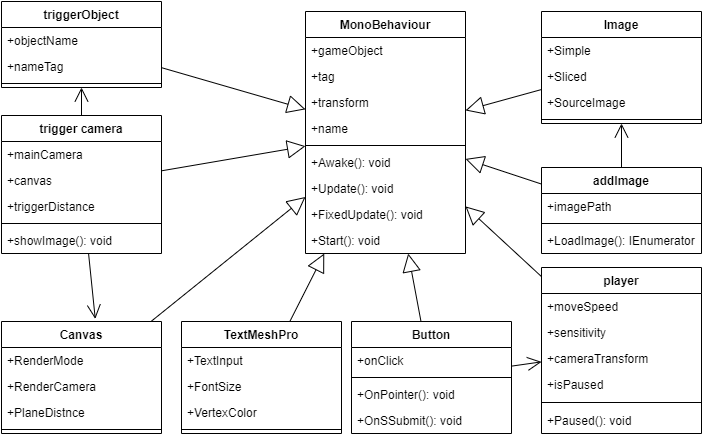 triggerObject
+objectName
+nameTag
MonoBehaviour
+gameObject
+tag
+transform
+name
+Awake(): void
+Update(): void
+FixedUpdate(): void
+Start(): void
Image
+Simple
+Sliced
+SourceImage
trigger camera
+mainCamera
+canvas
+triggerDistance
+showImage(): void
addImage
+imagePath
+LoadImage(): IEnumerator
Canvas
+RenderMode
+RenderCamera
+PlaneDistnce
TextMeshPro
+TextInput
+FontSize
+VertexColor
Button
+onClick
+OnPointer(): void
+OnSSubmit(): void
player
+moveSpeed
+sensitivity
+cameraTransform
+isPaused
+Paused(): void